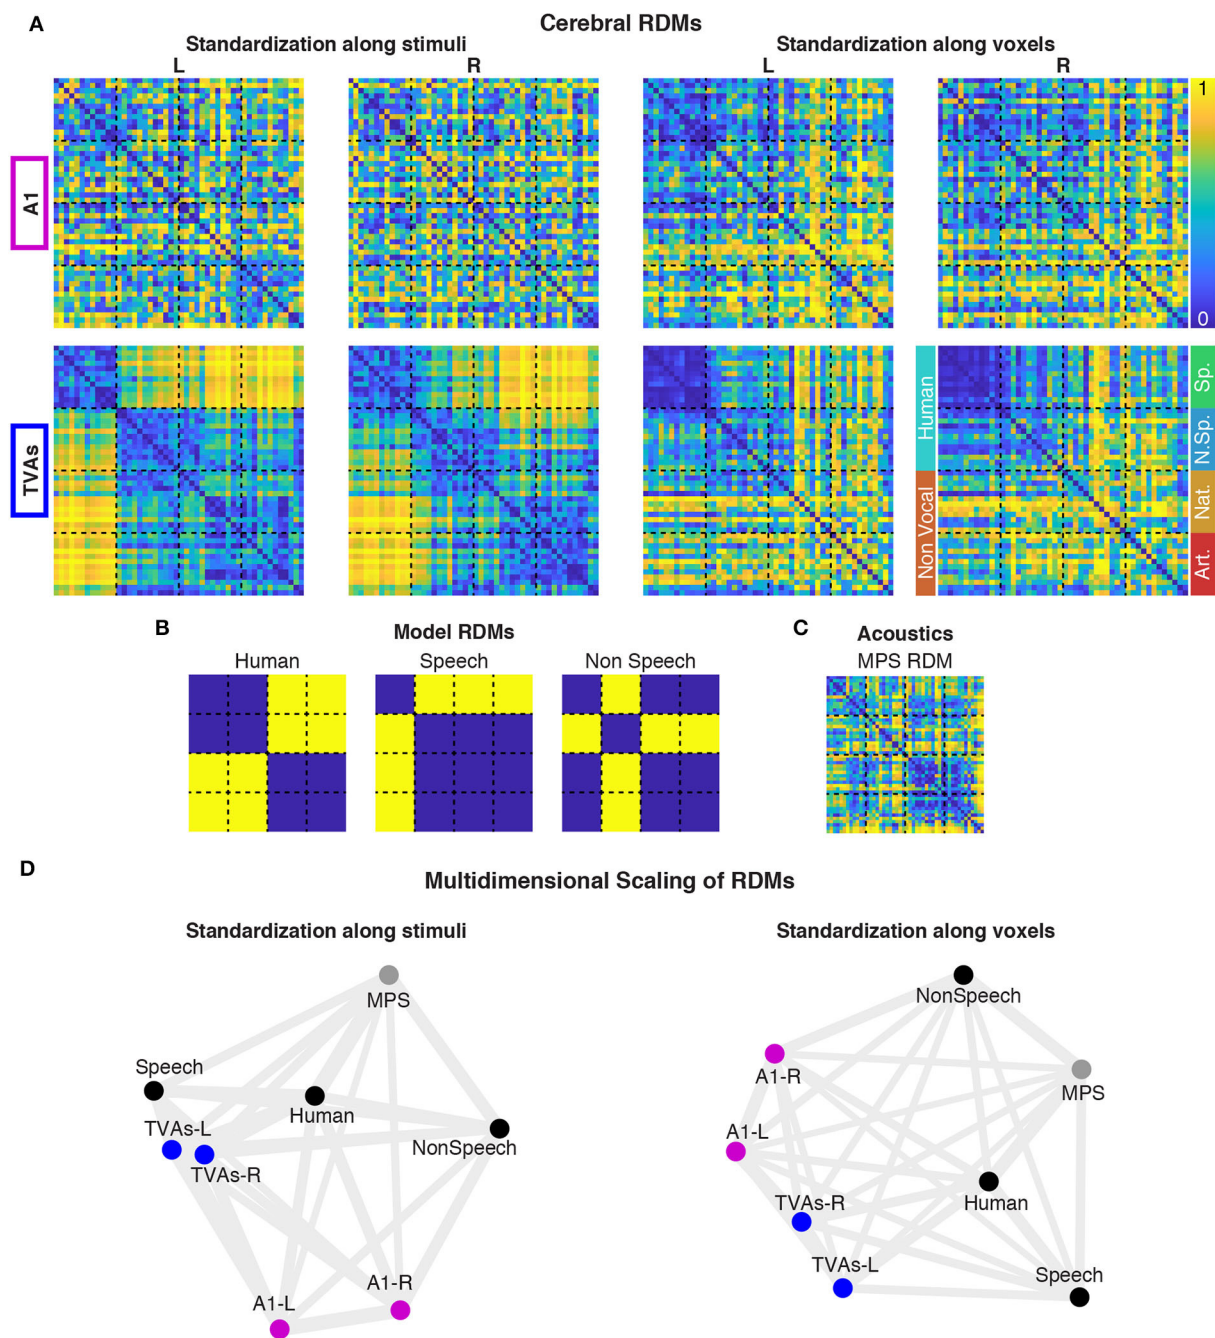 A
Cerebral RDMs
Standardization along stimuli
Standardization along voxels
L
R
L
R
A1
1
0
TVAs
Human
Non Vocal
Sp.
N.Sp.
Nat.
Art.
B
Model RDMs
Human
Speech
Non Speech
C
Acoustics
MPS RDM
D
Multidimensional Scaling of RDMs
Standardization along stimuli
MPS
Speech
Human
TVAs-L
NonSpeech
TVAs-R
A1-R
A1-L
Standardization along voxels
NonSpeech
A1-R
MPS
A1-L
TVAs-R
Human
TVAs-L
Speech